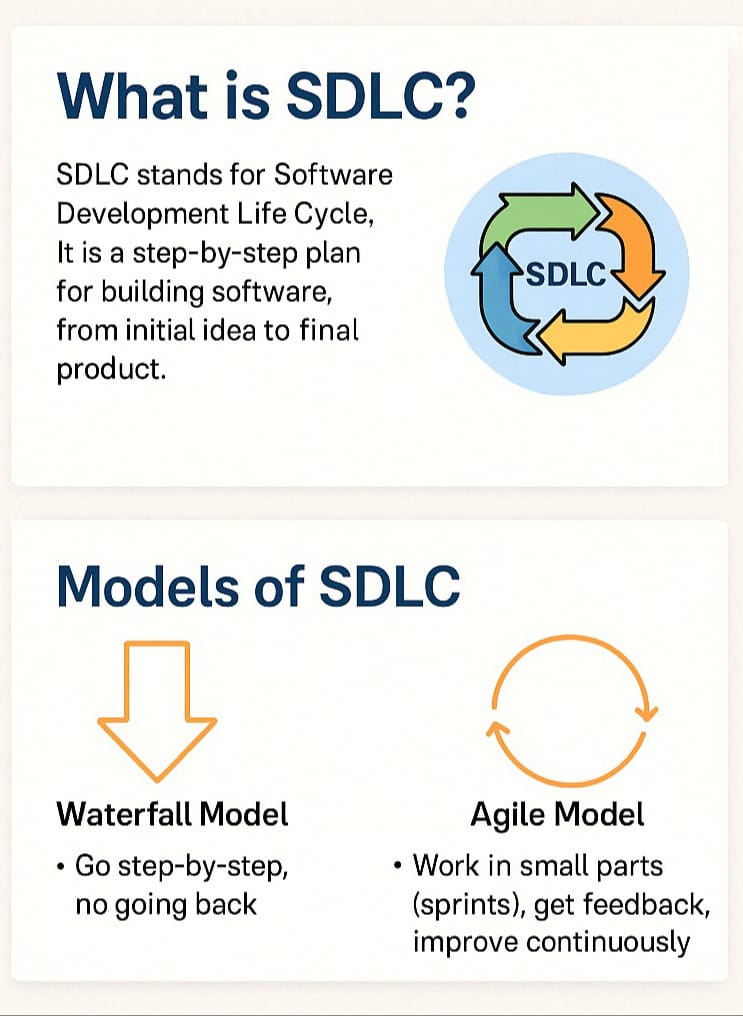 What is SDLC?
SDLC stands for Software
Development Life Cycle,
It is a step-by-step plan
for building software,
from initial idea to final
product.
SDLC
Models of SDLC
Waterfall Model
• Go step-by-step,
no going back
Agile Model
• Work in small parts
(sprints), get feedback,
improve continuously